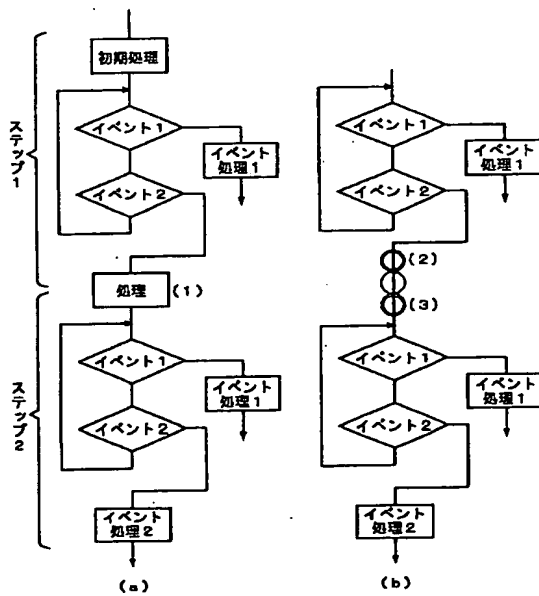 ステップ1
初期処理
イベント1
イベント
処理1
イベント2
ステップ2
処理
(1)
イベント1
イベント
処理1
イベント2
イベント
処理2
(a)
イベント1
イベント
処理1
イベント2
(2)
(3)
イベント1
イベント
処理1
イベント2
イベント
処理2
(b)